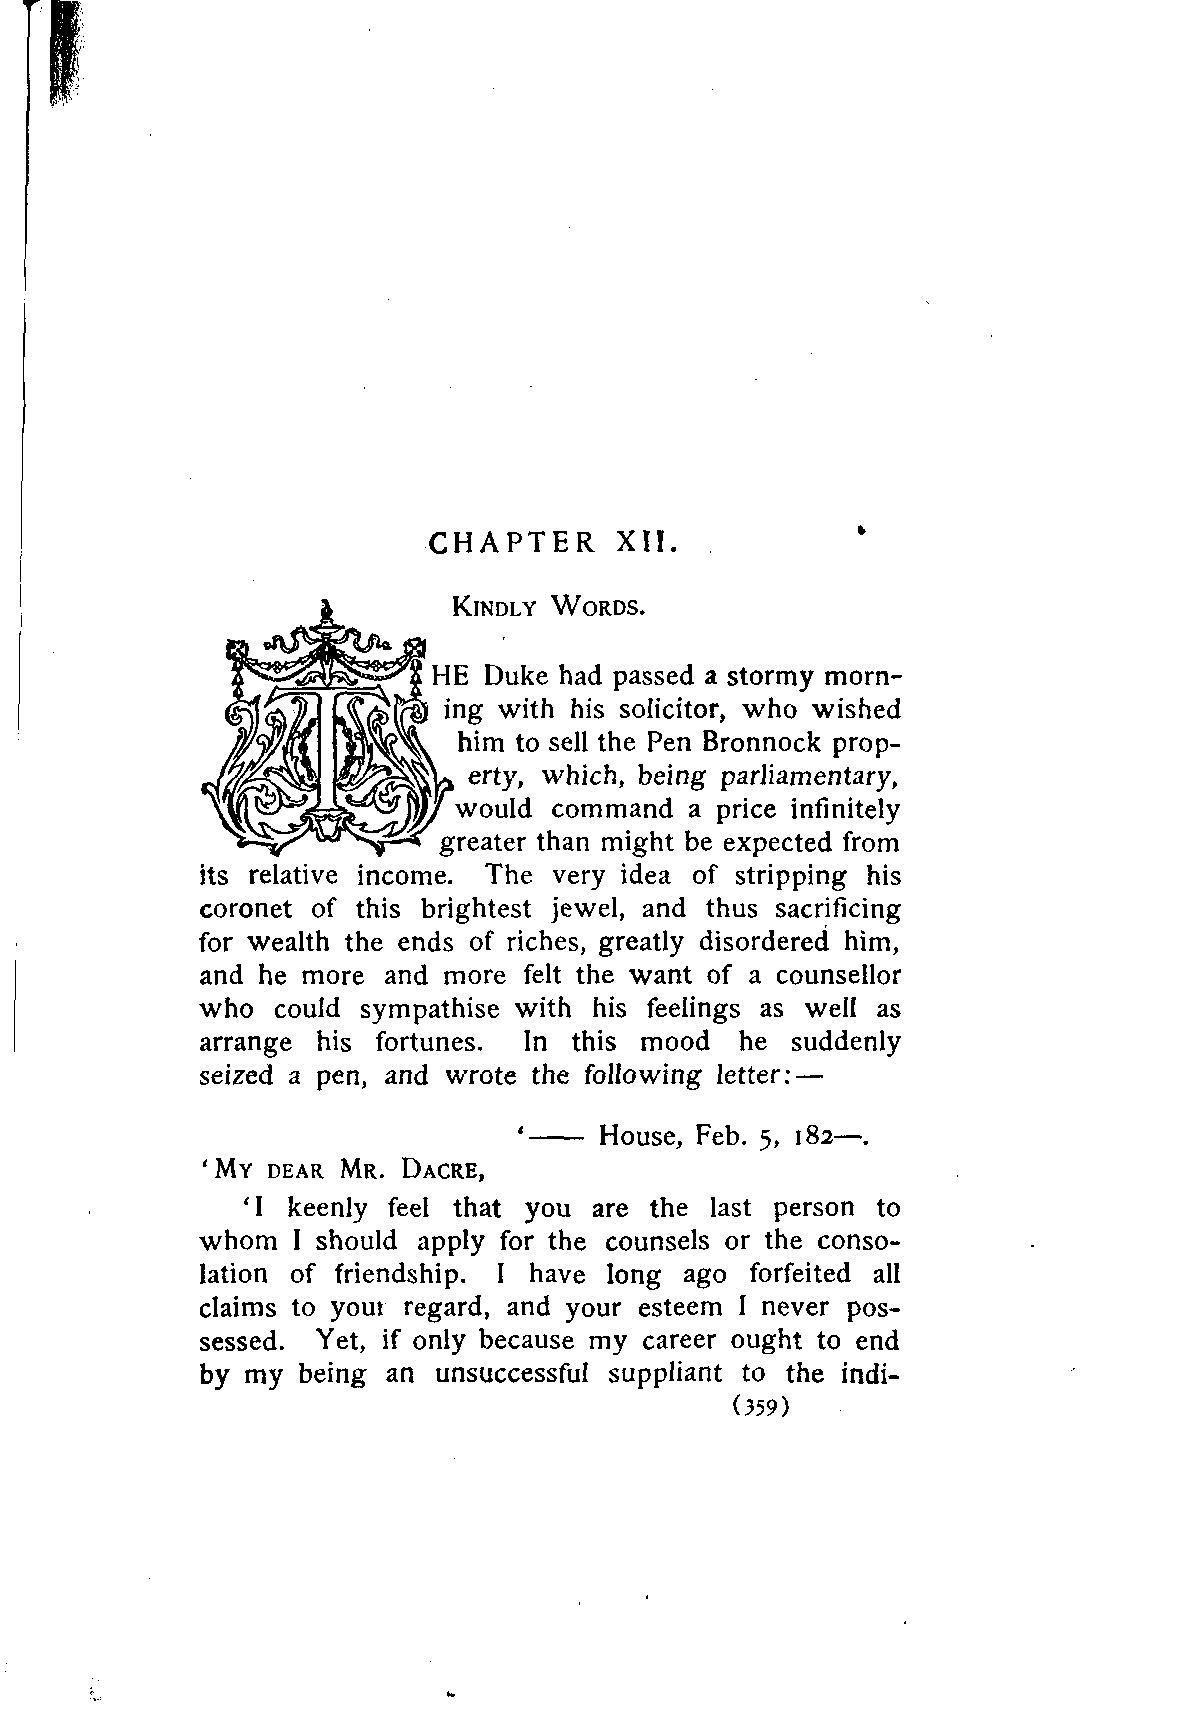 CHAPTER XII.
KINDLY WORDS.
THE Duke had passed a stormy morn-
ing with his solicitor, who wished
him to sell the Pen Bronnock prop-
erty, which, being parliamentary,
would command a price infinitely
greater than might be expected from
its relative income. The very idea of stripping his
coronet of this brightest jewel, and thus sacrificing
for wealth the ends of riches, greatly disordered him,
and he more and more felt the want of a counsellor
who could sympathise with his feelings as well as
arrange his fortunes. In this mood he suddenly
seized a pen, and wrote the following letter:—
‘—— House, Feb. 5, 182—.
‘MY DEAR MR. DACRE,
‘I keenly feel that you are the last person to
whom I should apply for the counsels or the conso-
lation of friendship. I have long ago forfeited all
claims to your regard, and your esteem I never pos-
sessed. Yet, if only because my career ought to end
by my being an unsuccessful suppliant to the indi-
(359)